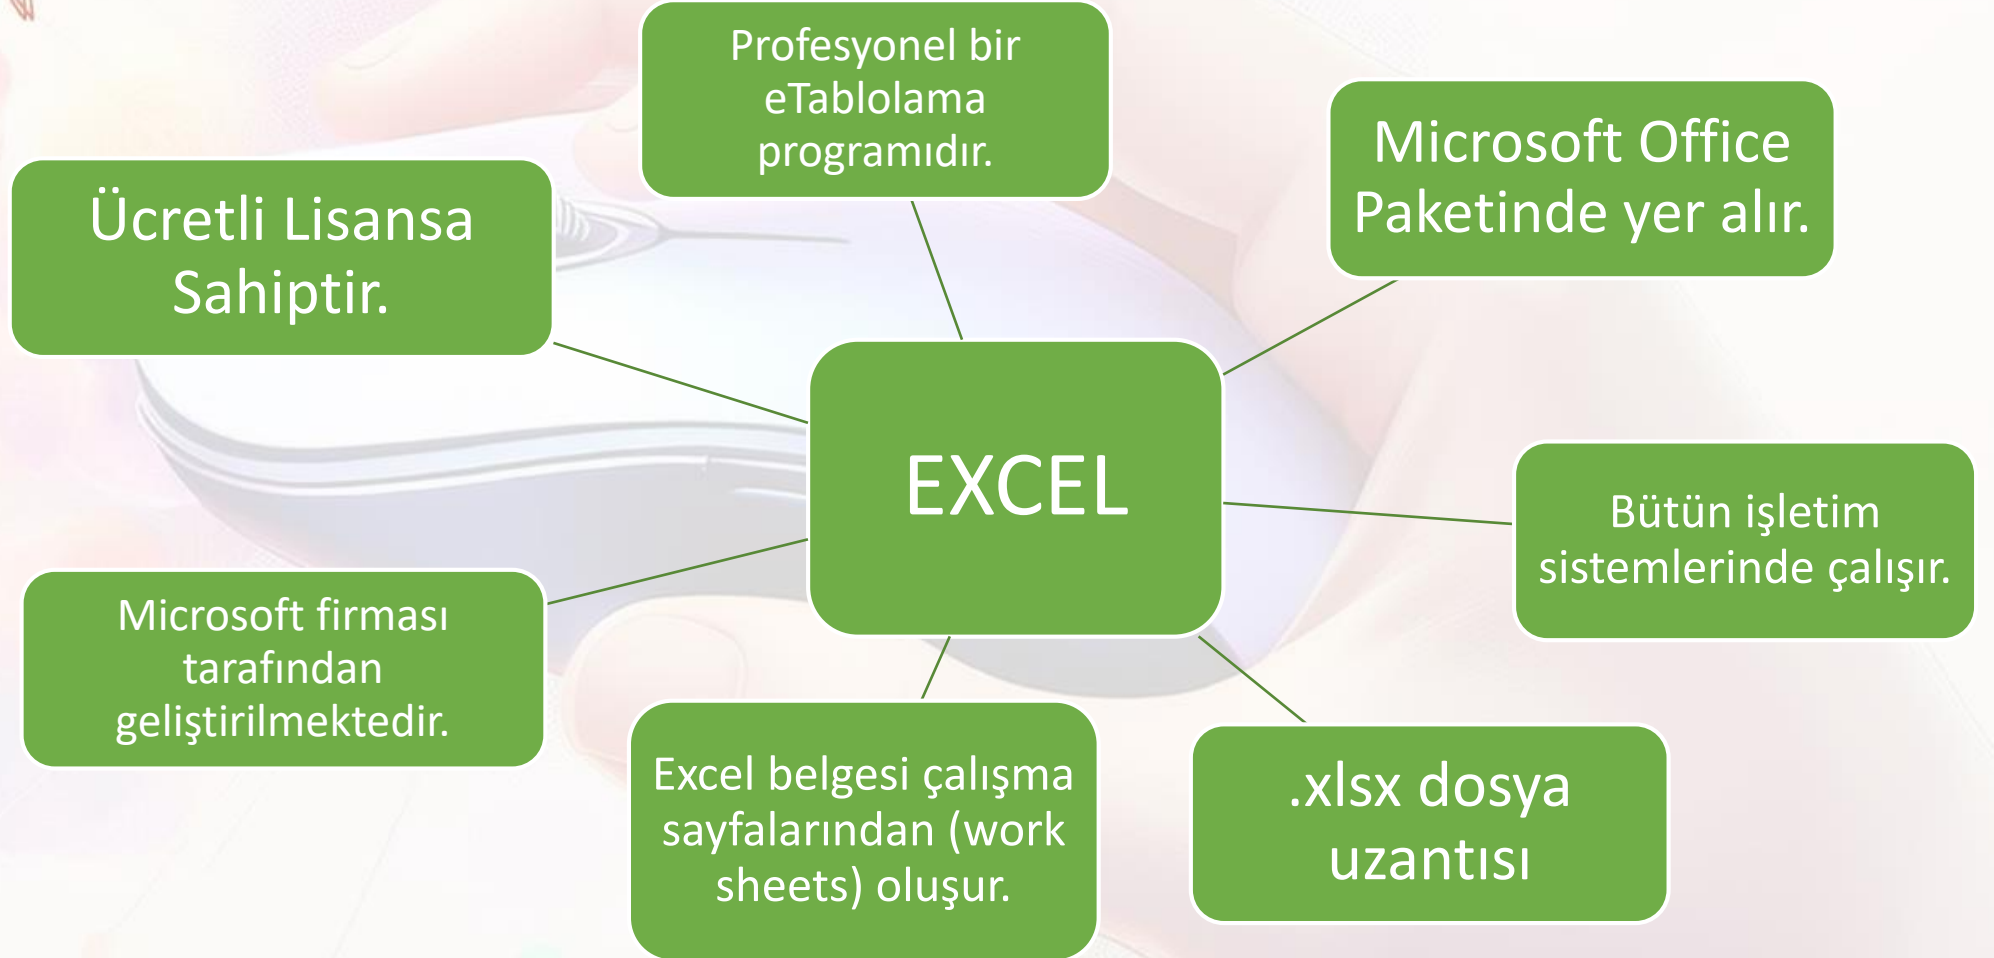 Profesyonel bir
eTablolama
programıdır.
Microsoft Office
Paketinde yer alır.
Ücretli Lisansa
Sahiptir.
EXCEL
Bütün işletim
sistemlerinde çalışır.
Microsoft firması
tarafından
geliştirilmektedir.
Excel belgesi çalışma
sayfalarından (work
sheets) oluşur.
.xlsx dosya
uzantısı